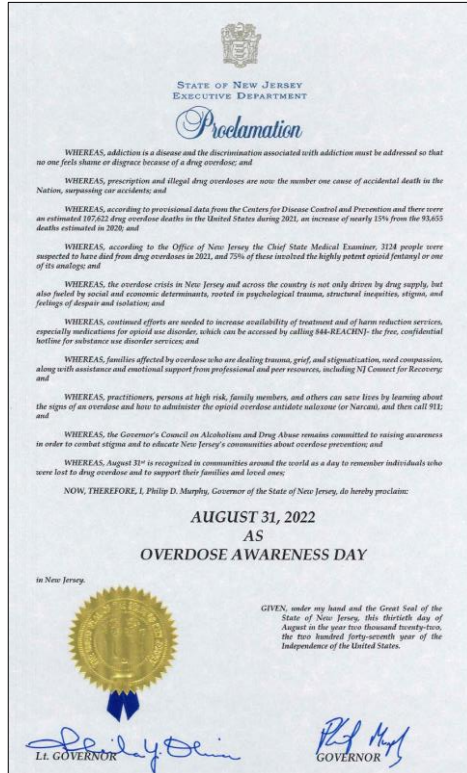 STATE OF NEW JERSEY
EXECUTIVE DEPARTMENT
Proclamation
WHEREAS, addiction is a disease and the discrimination associated with addiction must be addressed so that
no one feels shame or disgrace because of a drug overdose; and
WHEREAS, prescription and illegal drug overdoses are now the number one cause of accidental death in the
Nation, surpassing car accidents; and
WHEREAS, according to provisional data from the Centers for Disease Control and Prevention and there were
an estimated 107,622 drug overdose deaths in the United States during 2021, an increase of nearly 15% from the 93,655
deaths estimated in 2020; and
WHEREAS, according to the Office of New Jersey the Chief State Medical Examiner, 3124 people were
suspected to have died from drug overdoses in 2021, and 75% of these involved the highly potent opioid fentanyl or one
of its analogs; and
WHEREAS, the overdose crisis in New Jersey and across the country is not only driven by drug supply, but
also fueled by social and economic determinants, rooted in psychological trauma, structural inequities, stigma, and
feelings of despair and isolation; and
WHEREAS, continued efforts are needed to increase availability of treatment and of harm reduction services,
especially medications for opioid use disorder, which can be accessed by calling 844-REACHNJ- the free, confidential
hotline for substance use disorder services; and
WHEREAS, families affected by overdose who are dealing trauma, grief, and stigmatization, need compassion,
along with assistance and emotional support from professional and peer resources, including NJ Connect for Recovery;
and
WHEREAS, practitioners, persons at high risk, family members, and others can save lives by learning about
the signs of an overdose and how to administer the opioid overdose antidote naloxone (or Narcan), and then call 911;
and
WHEREAS, the Governor's Council on Alcoholism and Drug Abuse remains committed to raising awareness
in order to combat stigma and to educate New Jersey's communities about overdose prevention; and
WHEREAS, August 31st is recognized in communities around the world as a day to remember individuals who
were lost to drug overdose and to support their families and loved ones;
NOW, THEREFORE, I, Philip D. Murphy, Governor of the State of New Jersey, do hereby proclaim:
AUGUST 31, 2022
AS
OVERDOSE AWARENESS DAY
in New Jersey.
GIVEN, under my hand and the Great Seal of the
State of New Jersey, this thirtieth day of
August in the year two thousand twenty-two,
the two hundred forty-seventh year of the
Independence of the United States.
Lt. GOVERNOR
GOVERNOR